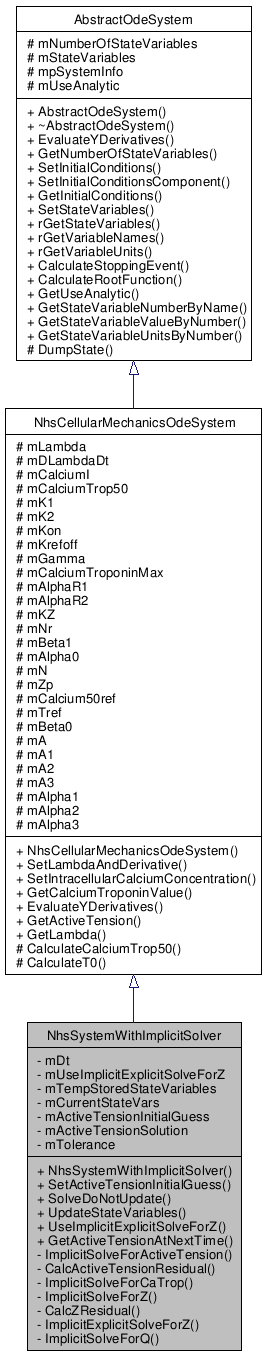 AbstractOdeSystem
# mNumberOfStateVariables
# mStateVariables
# mpSystemInfo
# mUseAnalytic
+ AbstractOdeSystem()
+ ~AbstractOdeSystem()
+ EvaluateYDerivatives()
+ GetNumberOfStateVariables()
+ SetInitialConditions()
+ SetInitialConditionsComponent()
+ GetInitialConditions()
+ SetStateVariables()
+ rGetStateVariables()
+ rGetVariableNames()
+ rGetVariableUnits()
+ CalculateStoppingEvent()
+ CalculateRootFunction()
+ GetUseAnalytic()
+ GetStateVariableNumberByName()
+ GetStateVariableValueByNumber()
+ GetStateVariableUnitsByNumber()
# DumpState()
NhsCellularMechanicsOdeSystem
# mLambda
# mDLambdaDt
# mCalciumI
# mCalciumTrop50
# mK1
# mK2
# mKon
# mKrefoff
# mGamma
# mCalciumTroponinMax
# mAlphaR1
# mAlphaR2
# mKZ
# mNr
# mBeta1
# mAlpha0
# mN
# mZp
# mCalcium50ref
# mTref
# mBeta0
# mA
# mA1
# mA2
# mA3
# mAlpha1
# mAlpha2
# mAlpha3
+ NhsCellularMechanicsOdeSystem()
+ SetLambdaAndDerivative()
+ SetIntracellularCalciumConcentration()
+ GetCalciumTroponinValue()
+ EvaluateYDerivatives()
+ GetActiveTension()
+ GetLambda()
# CalculateCalciumTrop50()
# CalculateT0()
NhsSystemWithImplicitSolver
- mDt
- mUseImplicitExplicitSolveForZ
- mTempStoredStateVariables
- mCurrentStateVars
- mActiveTensionInitialGuess
- mActiveTensionSolution
- mTolerance
+ NhsSystemWithImplicitSolver()
+ SetActiveTensionInitialGuess()
+ SolveDoNotUpdate()
+ UpdateStateVariables()
+ UseImplicitExplicitSolveForZ()
+ GetActiveTensionAtNextTime()
- ImplicitSolveForActiveTension()
- CalcActiveTensionResidual()
- ImplicitSolveForCaTrop()
- ImplicitSolveForZ()
- CalcZResidual()
- ImplicitExplicitSolveForZ()
- ImplicitSolveForQ()